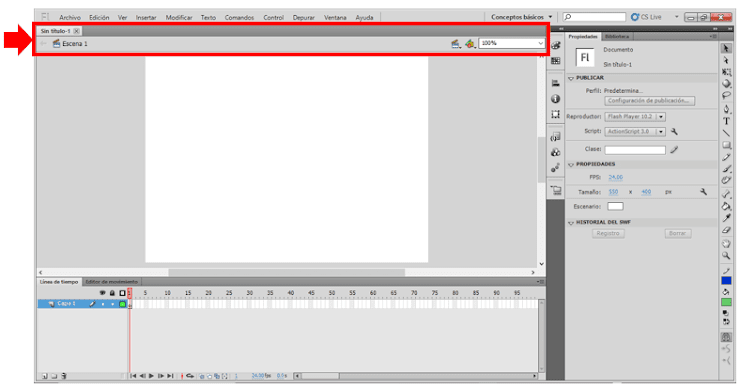 Fl Archivo Edición Ver Insertar Modificar Texto Comandos Control Depurar Ventana Ayuda Conceptos básicos CS Live
Sin título-1
Escena 1 100%
Propiedades Biblioteca
Fl Documento
Sin título-1
PUBLICAR
Perfil: Predetermina...
Configuración de publicación...
Reproductor: Flash Player 10.2
Script: ActionScript 3.0
Clase:
PROPIEDADES
FPS: 24.00
Tamaño: 550 x 400 px
Escenario:
HISTORIAL DEL SWF
Registro Borrar
Línea de tiempo Editor de movimiento
5 10 15 20 25 30 35 40 45 50 55 60 65 70 75 80 85 90 95
Capa 1
1 24.00 fps 0.0 s